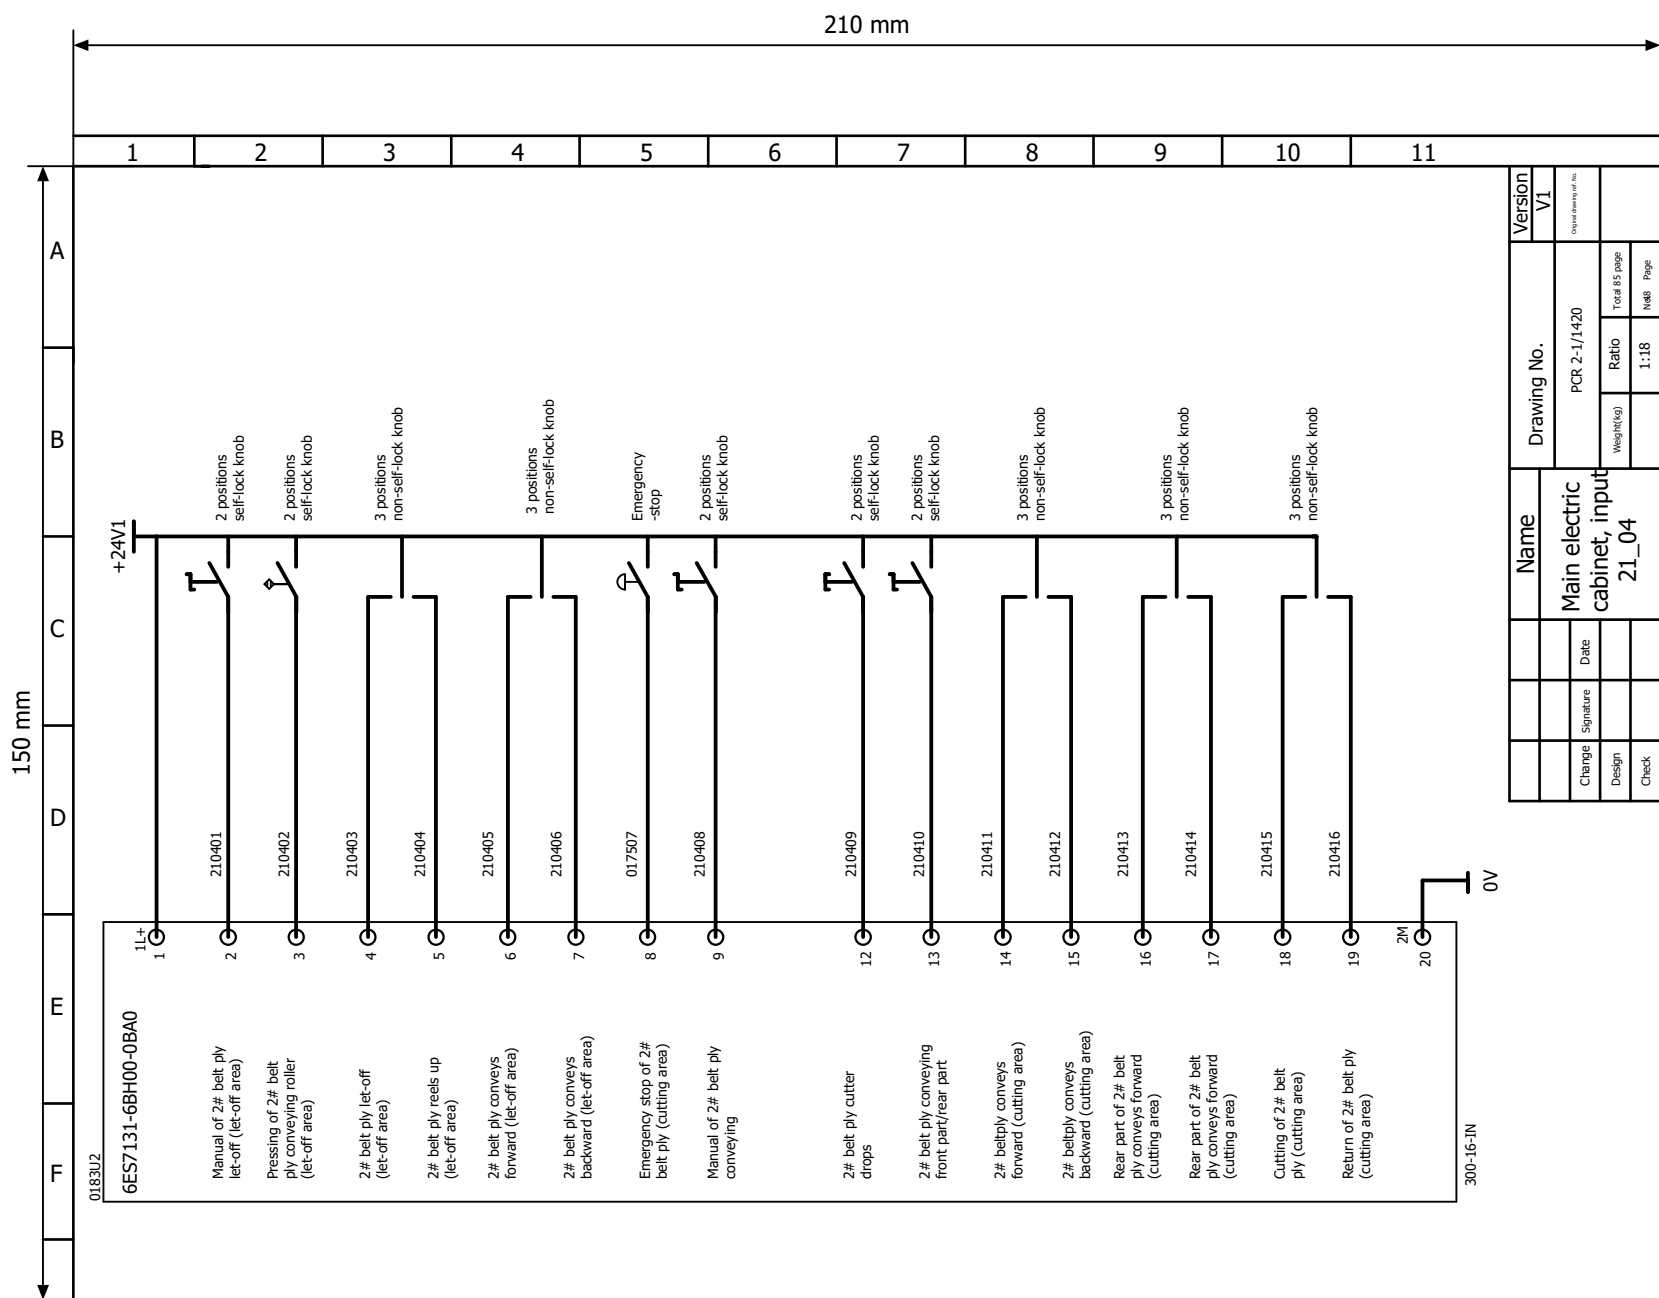 210 mm
1
2
3
4
5
6
7
8
9
10
11
150 mm
A
B
C
D
E
F
+24V1
2 positions
self-lock knob
2 positions
self-lock knob
3 positions
non-self-lock knob
3 positions
non-self-lock knob
Emergency
-stop
2 positions
self-lock knob
2 positions
self-lock knob
2 positions
self-lock knob
3 positions
non-self-lock knob
3 positions
non-self-lock knob
3 positions
non-self-lock knob
210401
210402
210403
210404
210405
210406
017507
210408
210409
210410
210411
210412
210413
210414
210415
210416
0V
1L+
1
2
3
4
5
6
7
8
9
12
13
14
15
16
17
18
19
2M
20
0183U2
6ES7131-6BH00-0BA0
Manual of 2# belt ply
let-off (let-off area)
Pressing of 2# belt
ply conveying roller
(let-off area)
2# belt ply let-off
(let-off area)
2# belt ply reels up
(let-off area)
2# belt ply conveys
forward (let-off area)
2# belt ply conveys
backward (let-off area)
Emergency stop of 2#
belt ply (cutting area)
Manual of 2# belt ply
conveying
2# belt ply cutter
drops
2# belt ply conveying
front part/rear part
2# beltply conveys
forward (cutting area)
2# beltply conveys
backward (cutting area)
Rear part of 2# belt
ply conveys forward
(cutting area)
Rear part of 2# belt
ply conveys forward
(cutting area)
Cutting of 2# belt
ply (cutting area)
Return of 2# belt ply
(cutting area)
300-16-IN
Change
Signature
Date
Design
Check
Name
Main electric
cabinet, input
21_04
Drawing No.
PCR 2-1/1420
Weight(kg)
Ratio
1:18
Total 85 page
Page
Version
V1
Original drawing ref. No.